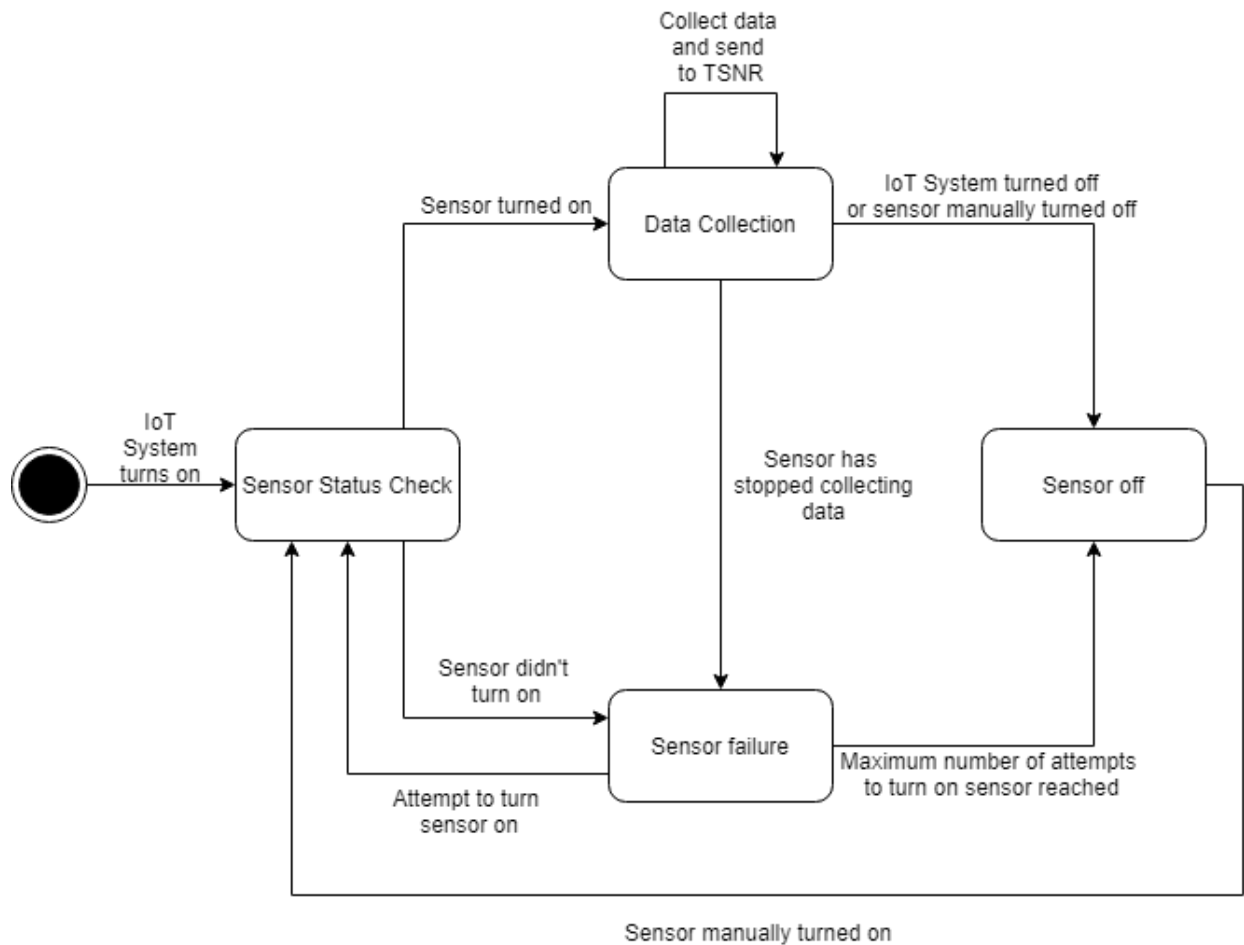 Collect data
and send
to TSNR
IoT System turned off
or sensor manually turned off
Sensor turned on
Data Collection
IoT
System
turns on
Sensor Status Check
Sensor has
stopped collecting
data
Sensor off
Sensor didn't
turn on
Sensor failure
Maximum number of attempts
to turn on sensor reached
Attempt to turn
sensor on
Sensor manually turned on